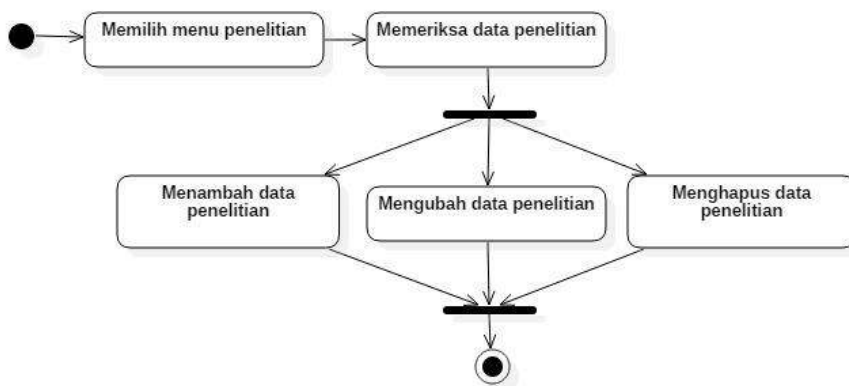 Memilih menu penelitian
Memeriksa data penelitian
Menambah data
penelitian
Mengubah data penelitian
Menghapus data
penelitian